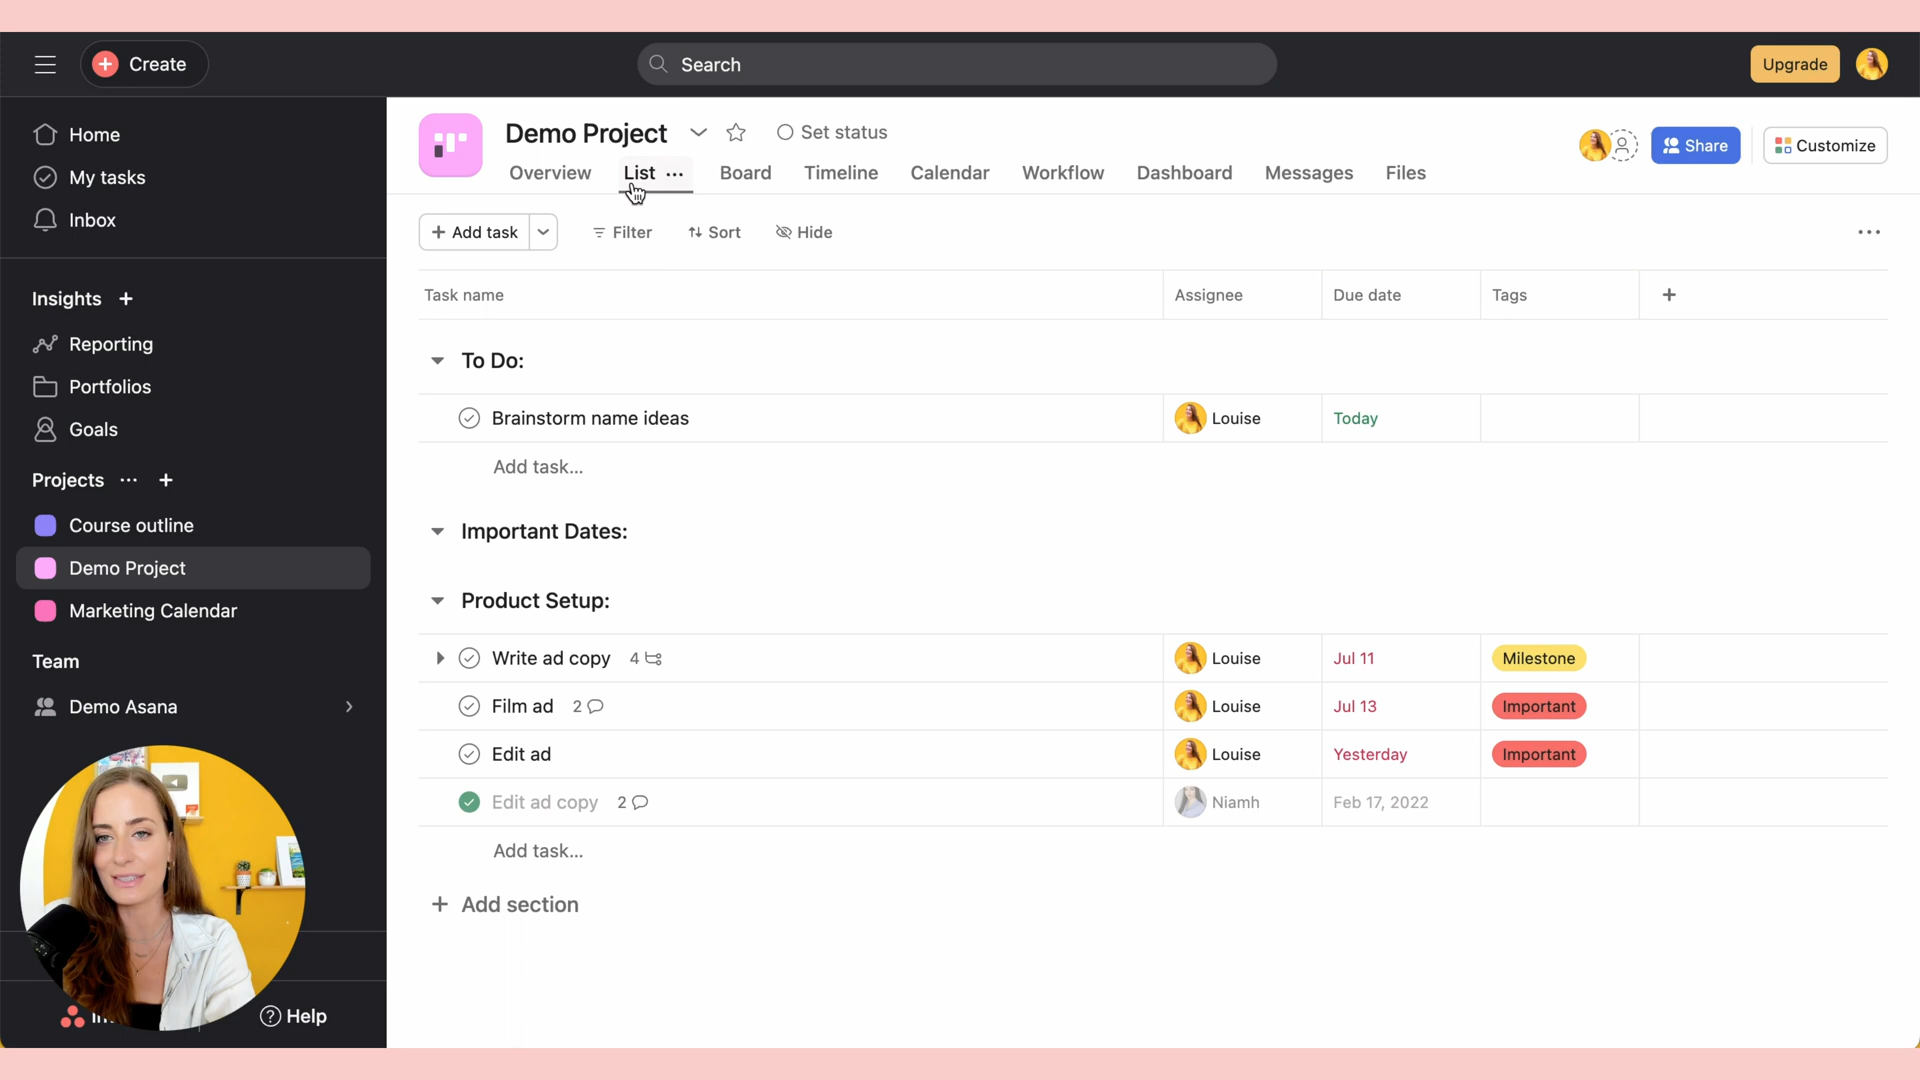 Create
Search
Upgrade
Home
My tasks
Inbox
Insights +
Reporting
Portfolios
Goals
Projects ... +
Course outline
Demo Project
Marketing Calendar
Team
Demo Asana
Help
Demo Project
Set status
Share
Customize
Overview List ... Board Timeline Calendar Workflow Dashboard Messages Files
+ Add task Filter Sort Hide ...
Task name Assignee Due date Tags +
To Do:
Brainstorm name ideas Louise Today
Add task...
Important Dates:
Product Setup:
Write ad copy 4 Louise Jul 11 Milestone
Film ad 2 Louise Jul 13 Important
Edit ad Louise Yesterday Important
Edit ad copy 2 Niamh Feb 17, 2022
Add task...
+ Add section